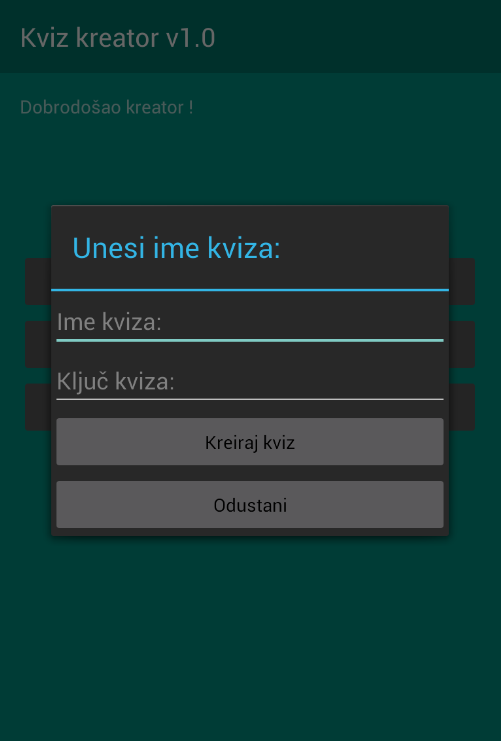 Kviz kreator v1.0
Dobrodošao kreator !
Unesi ime kviza:
Ime kviza:
Ključ kviza:
Kreiraj kviz
Odustani